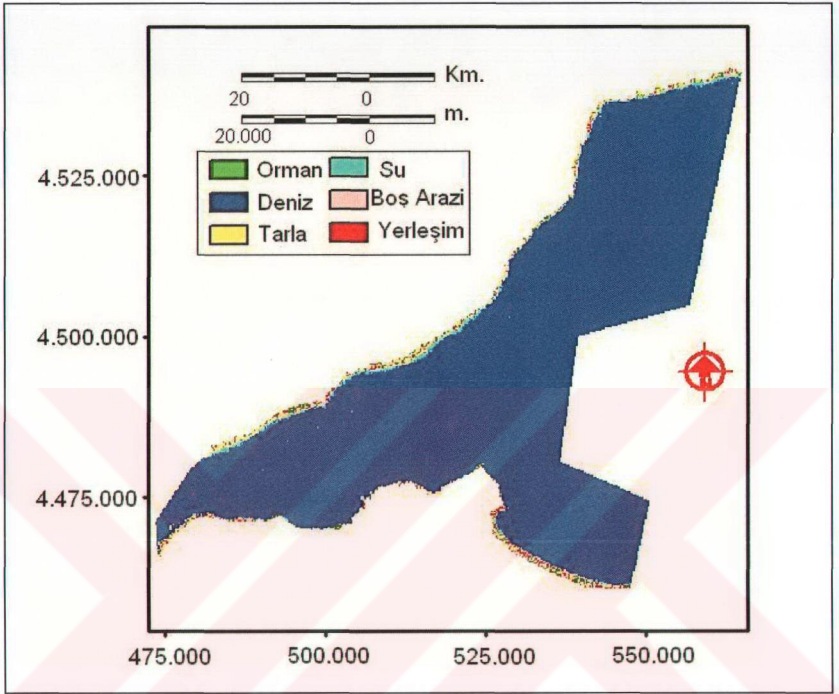 Km.
20 0
m.
20.000 0
Orman Su
Deniz Boş Arazi
Tarla Yerleşim
4.525.000
4.500.000
4.475.000
475.000 500.000 525.000 550.000